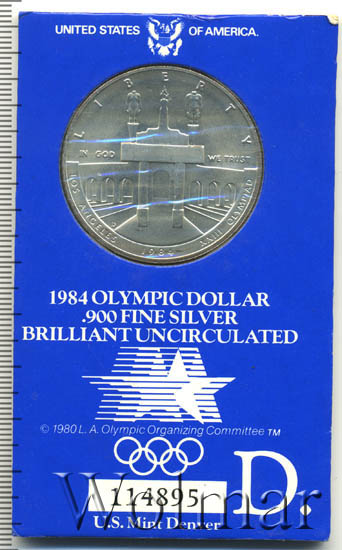 UNITED STATES OF AMERICA.
LIBERTY
IN GOD WE TRUST
LOS ANGELES XXIII OLYMPIAD
D
1984
1984 OLYMPIC DOLLAR
.900 FINE SILVER
BRILLIANT UNCIRCULATED
© 1980 L.A. Olympic Organizing Committee TM
D.
114895
U.S. Mint Denver
Wolmar